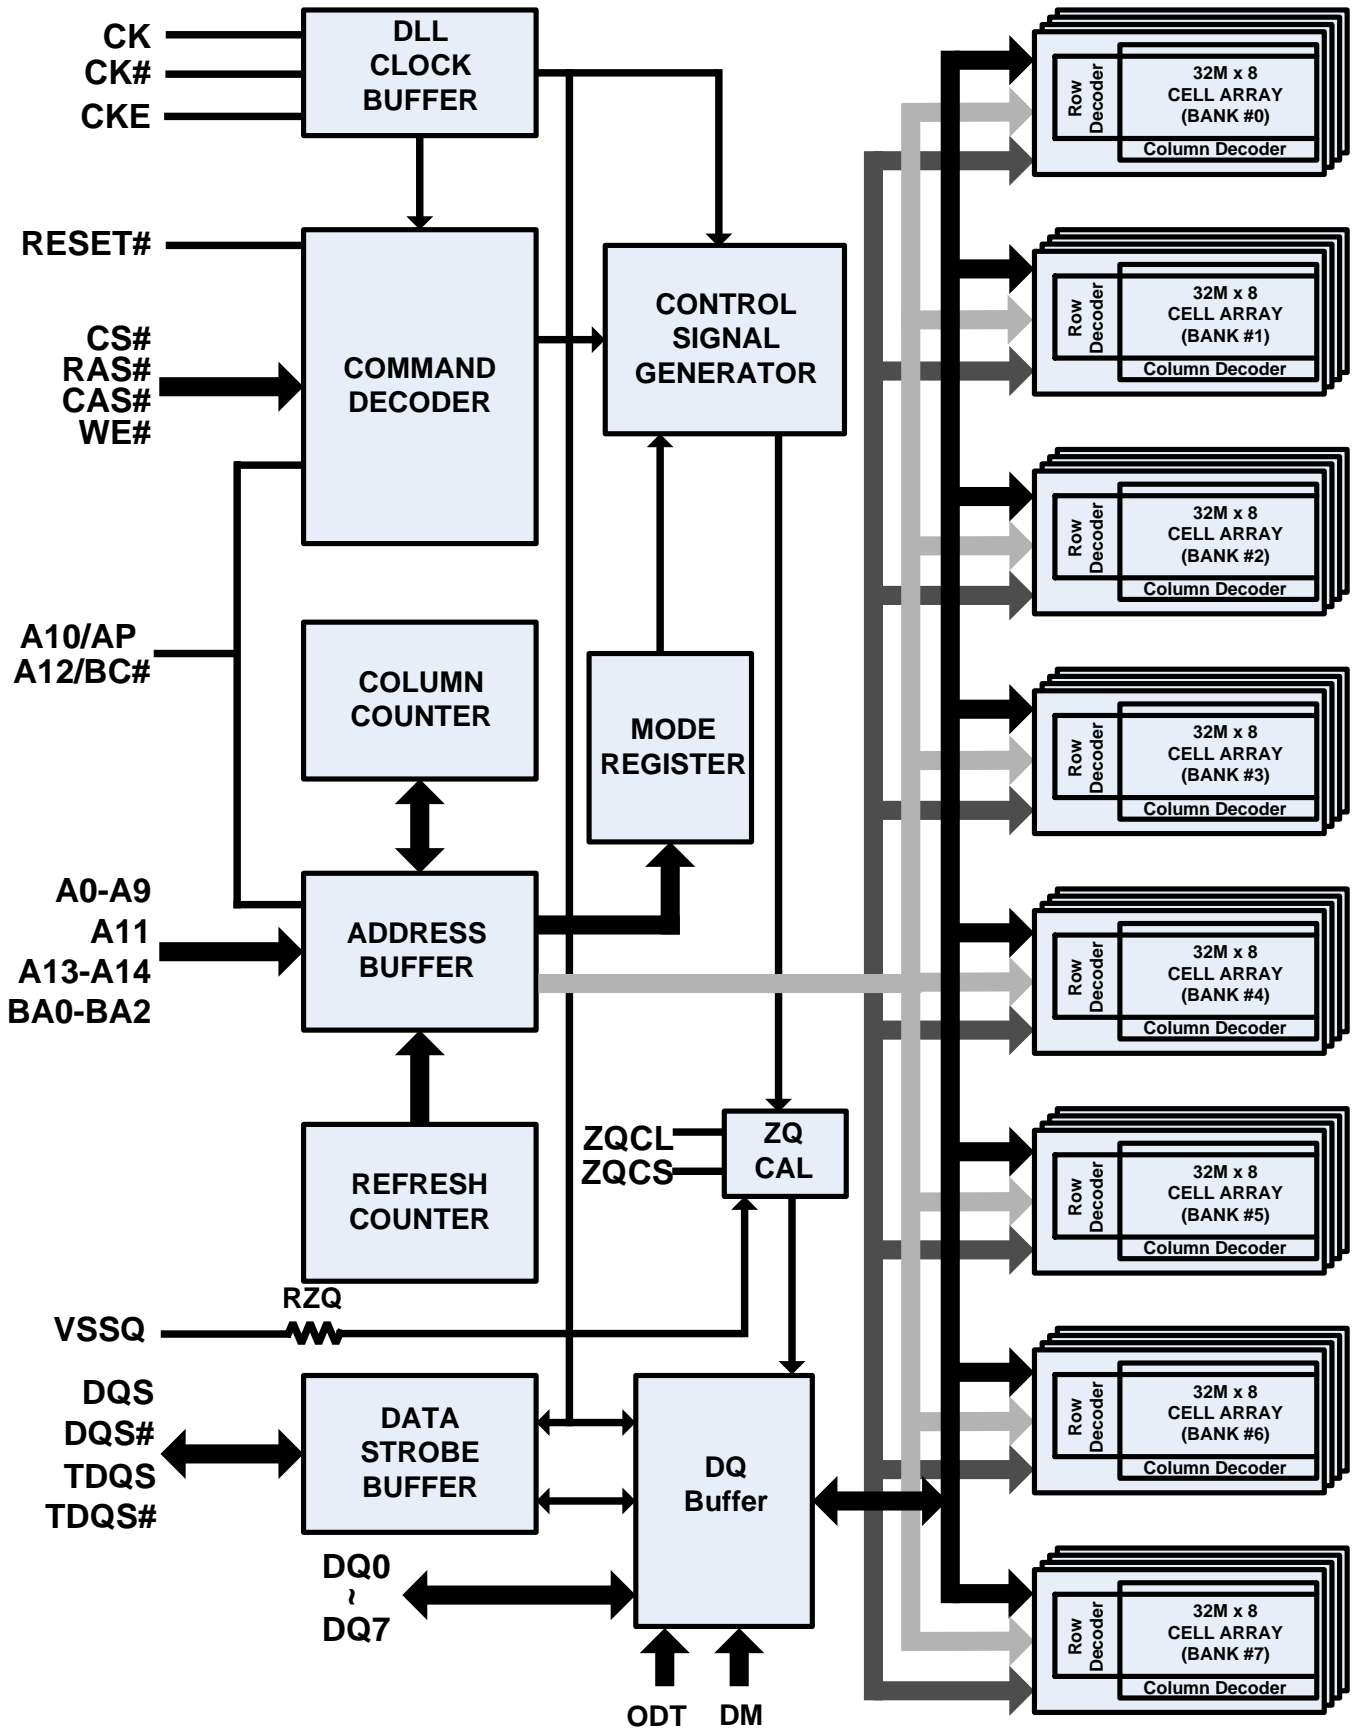 CK
CK#
CKE
DLL
CLOCK
BUFFER
RESET#
CS#
RAS#
CAS#
WE#
COMMAND
DECODER
CONTROL
SIGNAL
GENERATOR
A10/AP
A12/BC#
COLUMN
COUNTER
MODE
REGISTER
A0-A9
A11
A13-A14
BA0-BA2
ADDRESS
BUFFER
REFRESH
COUNTER
ZQCL
ZQCS
ZQ
CAL
RZQ
VSSQ
DQS
DQS#
TDQS
TDQS#
DATA
STROBE
BUFFER
DQ
Buffer
DQ0
~
DQ7
ODT
DM
Row
Decoder
32M x 8
CELL ARRAY
(BANK #0)
Column Decoder
Row
Decoder
32M x 8
CELL ARRAY
(BANK #1)
Column Decoder
Row
Decoder
32M x 8
CELL ARRAY
(BANK #2)
Column Decoder
Row
Decoder
32M x 8
CELL ARRAY
(BANK #3)
Column Decoder
Row
Decoder
32M x 8
CELL ARRAY
(BANK #4)
Column Decoder
Row
Decoder
32M x 8
CELL ARRAY
(BANK #5)
Column Decoder
Row
Decoder
32M x 8
CELL ARRAY
(BANK #6)
Column Decoder
Row
Decoder
32M x 8
CELL ARRAY
(BANK #7)
Column Decoder